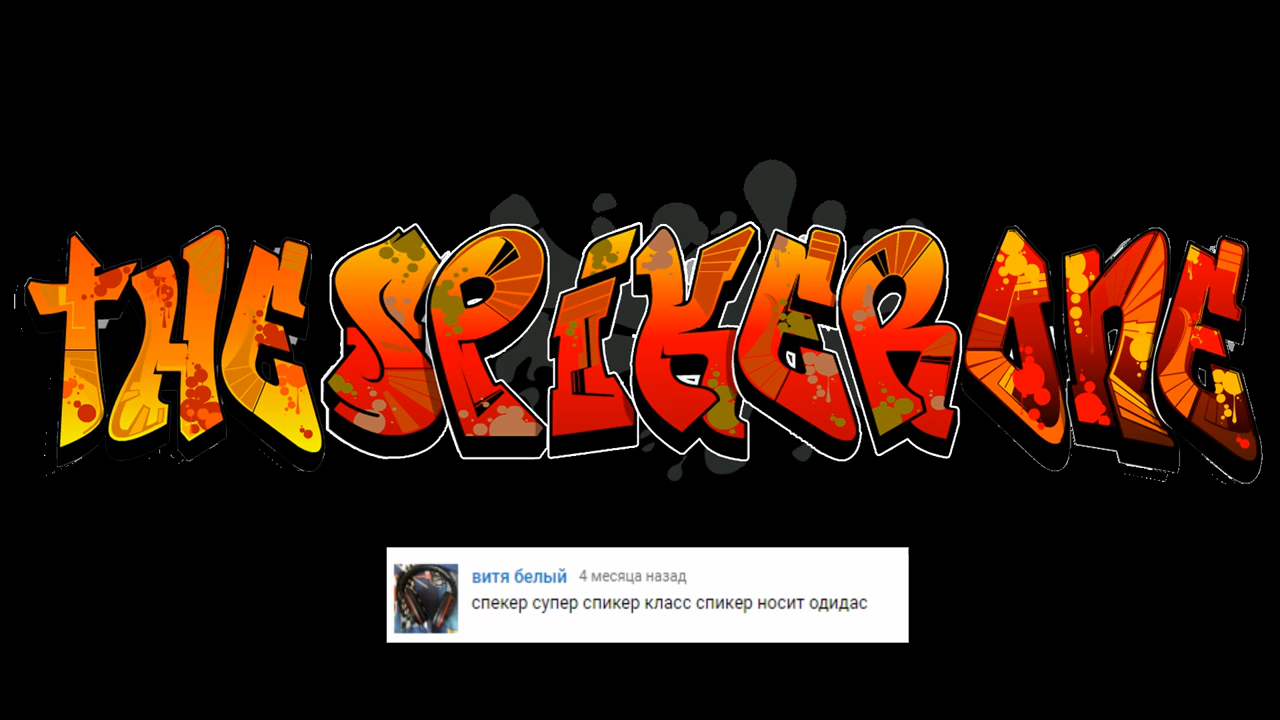 THE SPIKER ONE
витя белый 4 месяца назад
спекер супер спикер класс спикер носит одидас